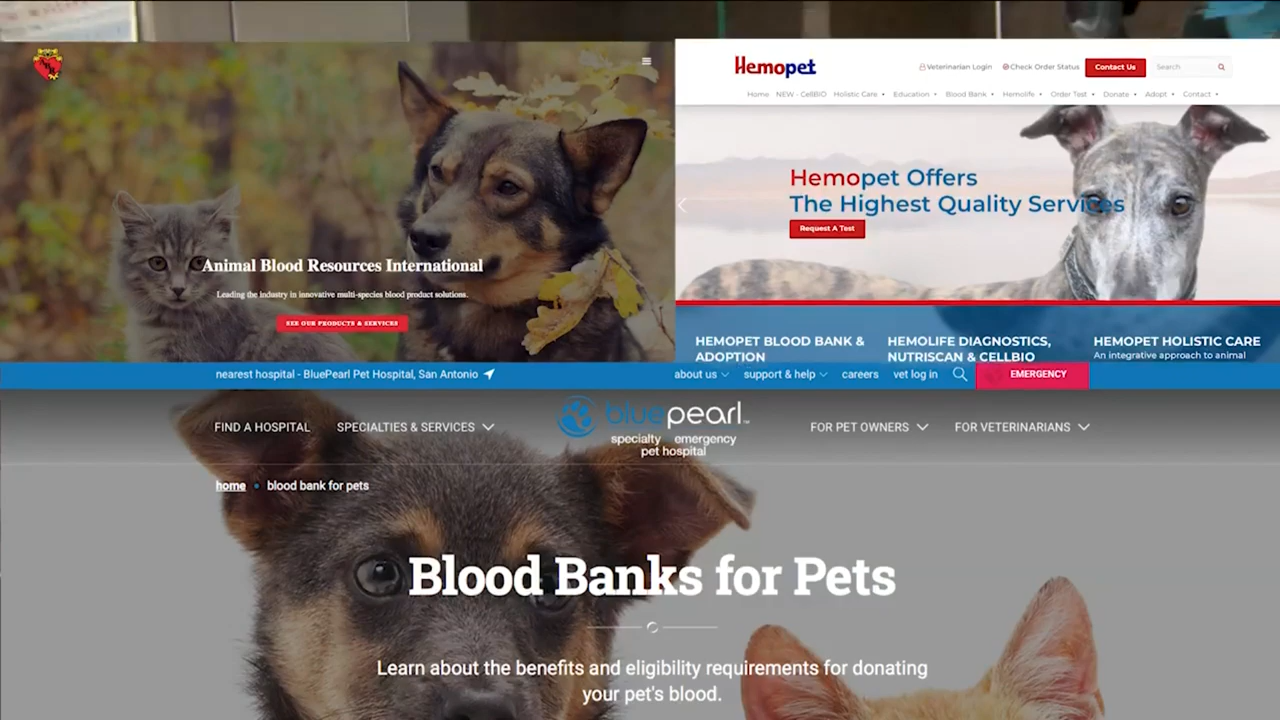 Animal Blood Resources International
Leading the industry in innovative multi-species blood product solutions.
SEE OUR PRODUCTS & SERVICES
Hemopet
Veterinarian Login
Check Order Status
Contact Us
Search
Home
NEW - CellBIO
Holistic Care
Education
Blood Bank
Hemolife
Order Test
Donate
Adopt
Contact
Hemopet Offers
The Highest Quality Services
Request A Test
HEMOPET BLOOD BANK &
ADOPTION
HEMOLIFE DIAGNOSTICS,
NUTRISCAN & CELLBIO
HEMOPET HOLISTIC CARE
An integrative approach to animal
nearest hospital - BluePearl Pet Hospital, San Antonio
about us
support & help
careers
vet log in
EMERGENCY
FIND A HOSPITAL
SPECIALTIES & SERVICES
bluepearl
specialty emergency
pet hospital
FOR PET OWNERS
FOR VETERINARIANS
home • blood bank for pets
Blood Banks for Pets
Learn about the benefits and eligibility requirements for donating
your pet's blood.